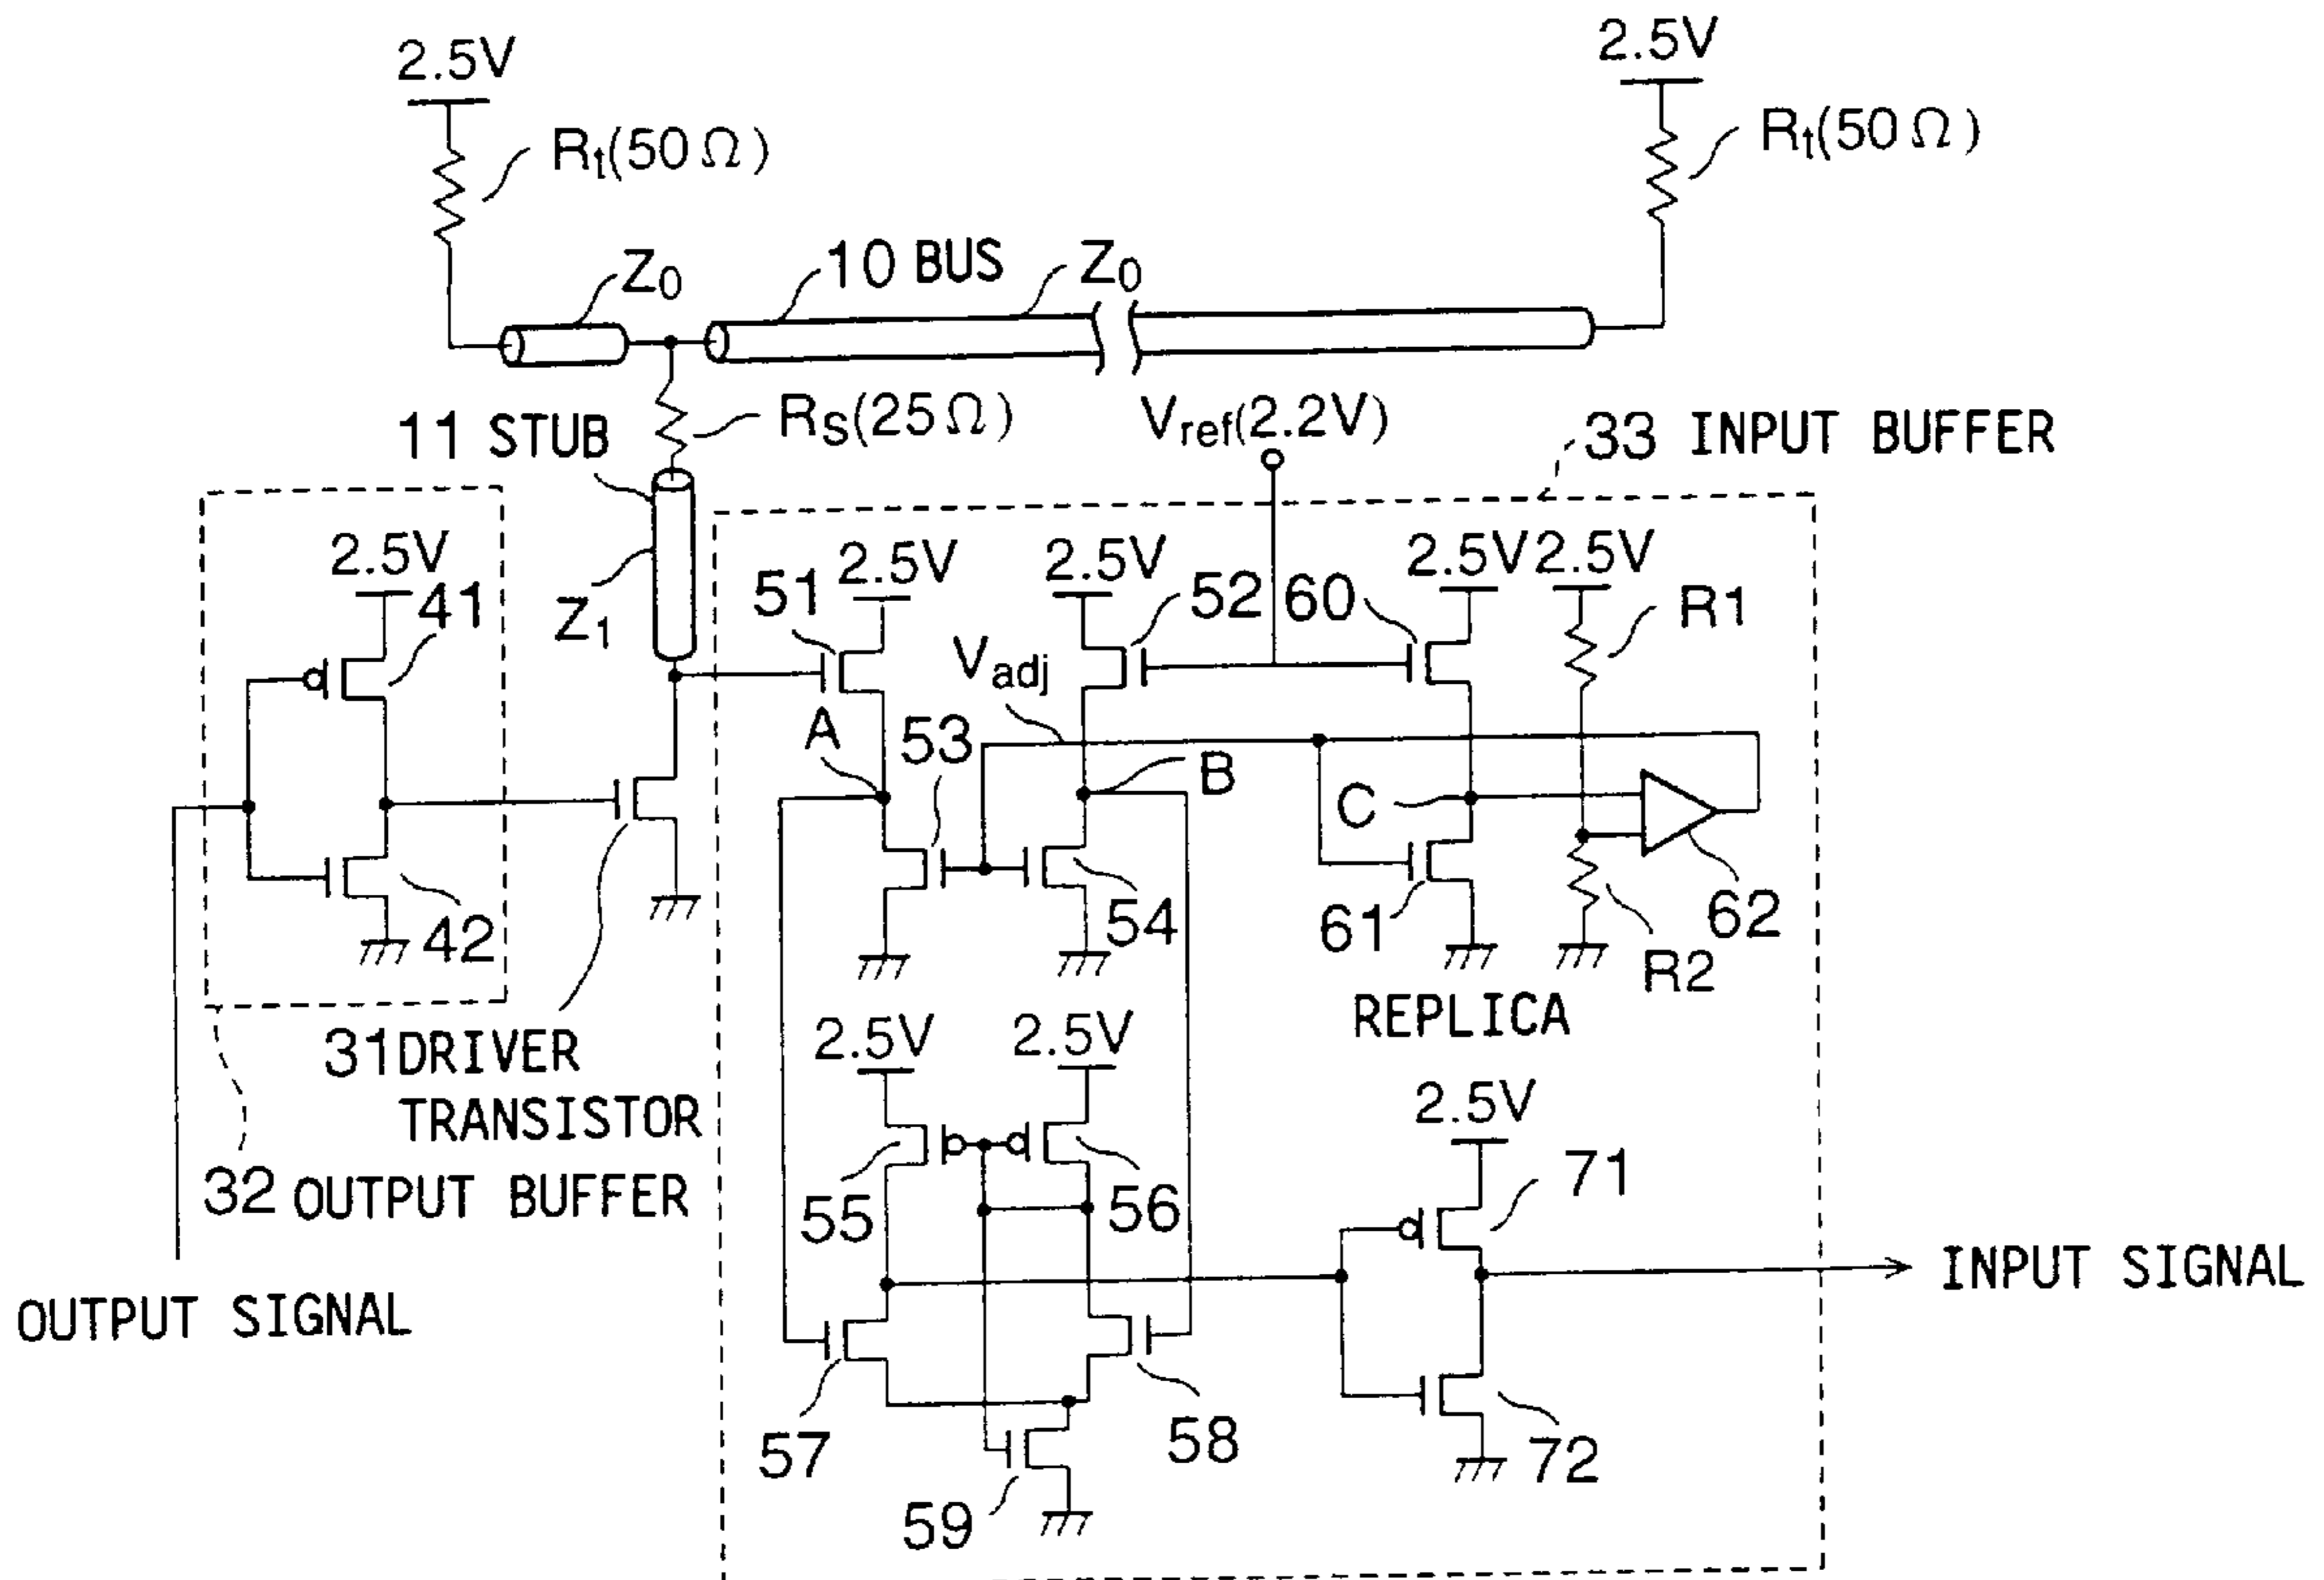 2.5V
2.5V
Rt(50Ω)
Rt(50Ω)
Z0
10 BUS
Z0
11 STUB
RS(25Ω)
Vref(2.2V)
33 INPUT BUFFER
2.5V
41
Z1
51
2.5V
2.5V
52
60
2.5V
2.5V
R1
Vadj
A
53
B
C
42
54
61
62
R2
REPLICA
31 DRIVER
TRANSISTOR
2.5V
2.5V
32 OUTPUT BUFFER
55
56
2.5V
71
INPUT SIGNAL
OUTPUT SIGNAL
57
58
72
59